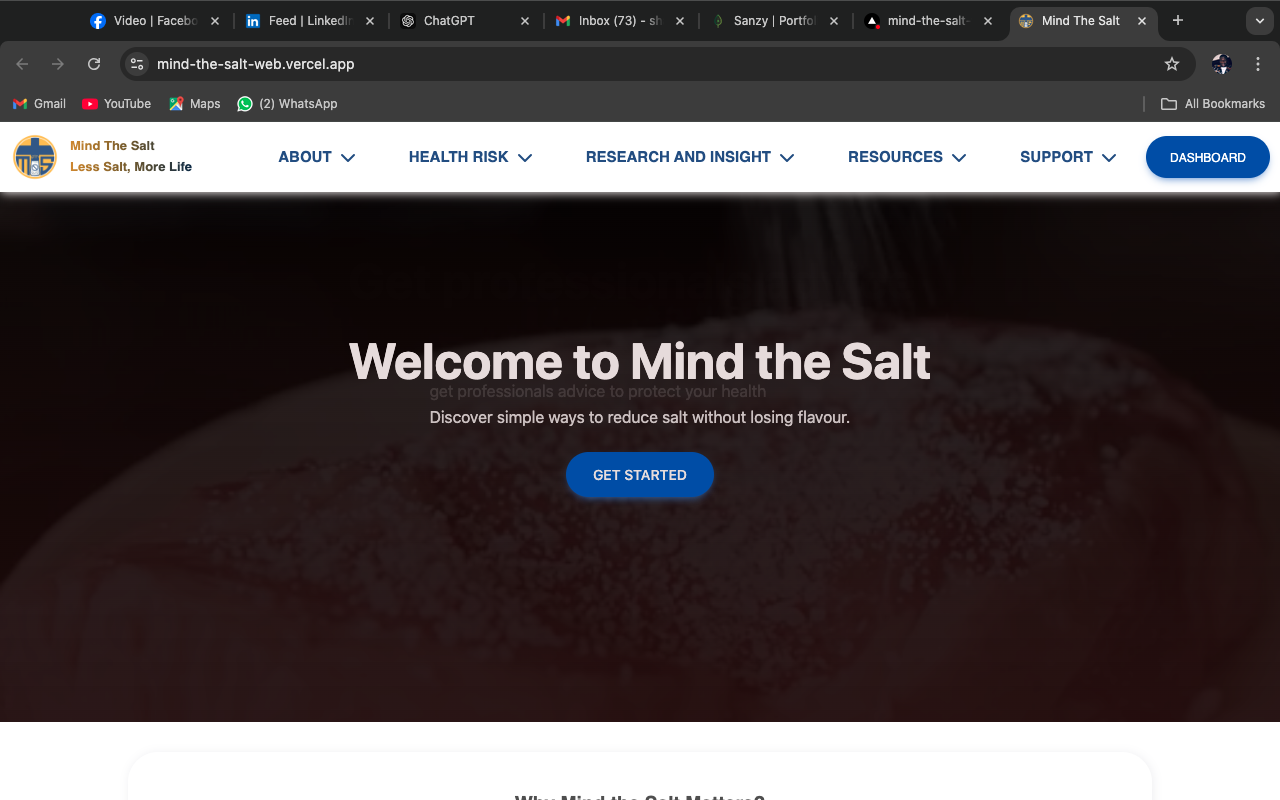 Video | Facebo
Feed | LinkedIn
ChatGPT
Inbox (73) - sh
Sanzy | Portfol
mind-the-salt-
Mind The Salt
mind-the-salt-web.vercel.app
Gmail
YouTube
Maps
(2) WhatsApp
All Bookmarks
Mind The Salt
Less Salt, More Life
ABOUT
HEALTH RISK
RESEARCH AND INSIGHT
RESOURCES
SUPPORT
DASHBOARD
Welcome to Mind the Salt
get professionals advice to protect your health
Discover simple ways to reduce salt without losing flavour.
GET STARTED
Why Mind the Salt Matters?